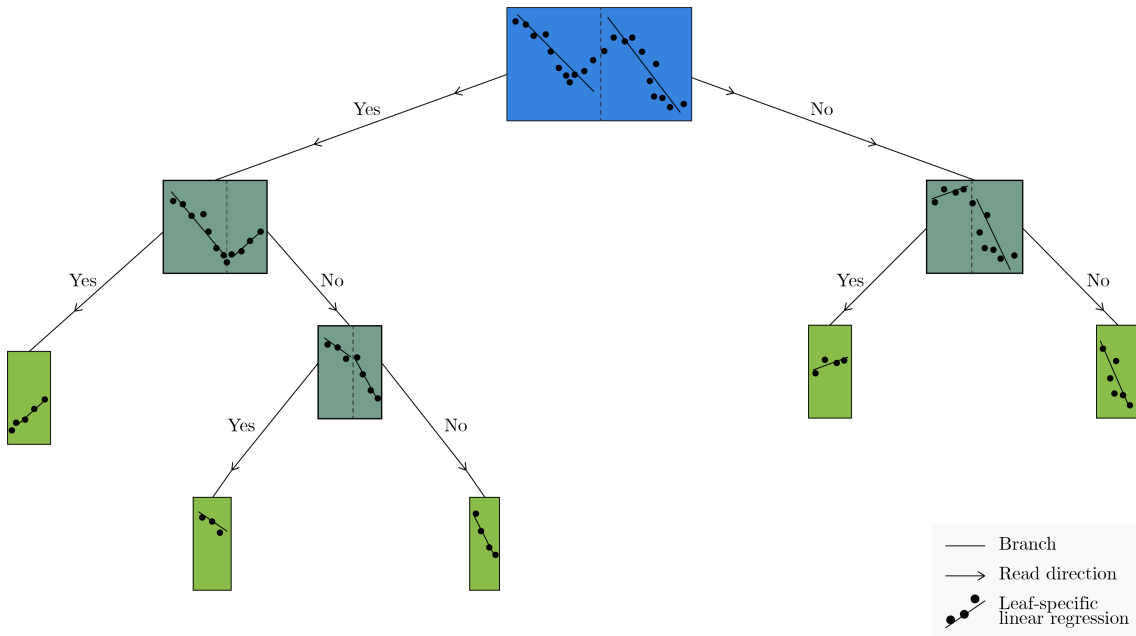 Yes
No
Yes
No
Yes
No
Yes
No
Branch
Read direction
Leaf-specific
linear regression